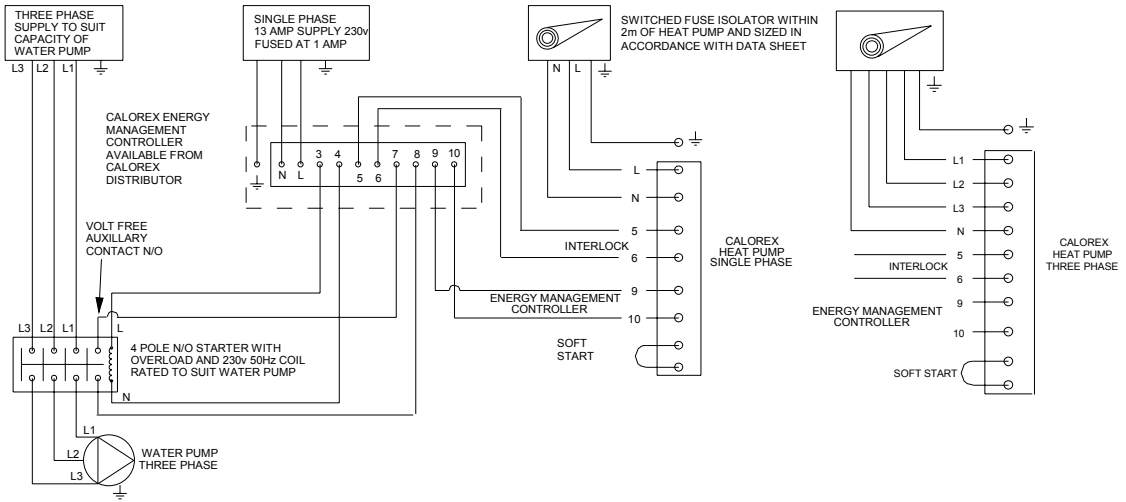 THREE PHASE
SUPPLY TO SUIT
CAPACITY OF
WATER PUMP
L3 L2 L1
SINGLE PHASE
13 AMP SUPPLY 230v
FUSED AT 1 AMP
N L
SWITCHED FUSE ISOLATOR WITHIN
2m OF HEAT PUMP AND SIZED IN
ACCORDANCE WITH DATA SHEET
CALOREX ENERGY
MANAGEMENT
CONTROLLER
AVAILABLE FROM
CALOREX
DISTRIBUTOR
N L 3 4 5 6 7 8 9 10
VOLT FREE
AUXILLARY
CONTACT N/O
L3 L2 L1 L
4 POLE N/O STARTER WITH
OVERLOAD AND 230v 50Hz COIL
RATED TO SUIT WATER PUMP
N
L1
L2
L3
WATER PUMP
THREE PHASE
L
N
5
INTERLOCK
6
9
ENERGY MANAGEMENT
CONTROLLER
10
SOFT
START
CALOREX
HEAT PUMP
SINGLE PHASE
L1
L2
L3
N
5
INTERLOCK
6
9
ENERGY MANAGEMENT
CONTROLLER
10
SOFT START
CALOREX
HEAT PUMP
THREE PHASE